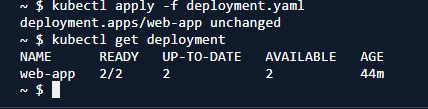 ~ $ kubectl apply -f deployment.yaml
deployment.apps/web-app unchanged
~ $ kubectl get deployment
NAME      READY   UP-TO-DATE   AVAILABLE   AGE
web-app   2/2     2            2           44m
~ $